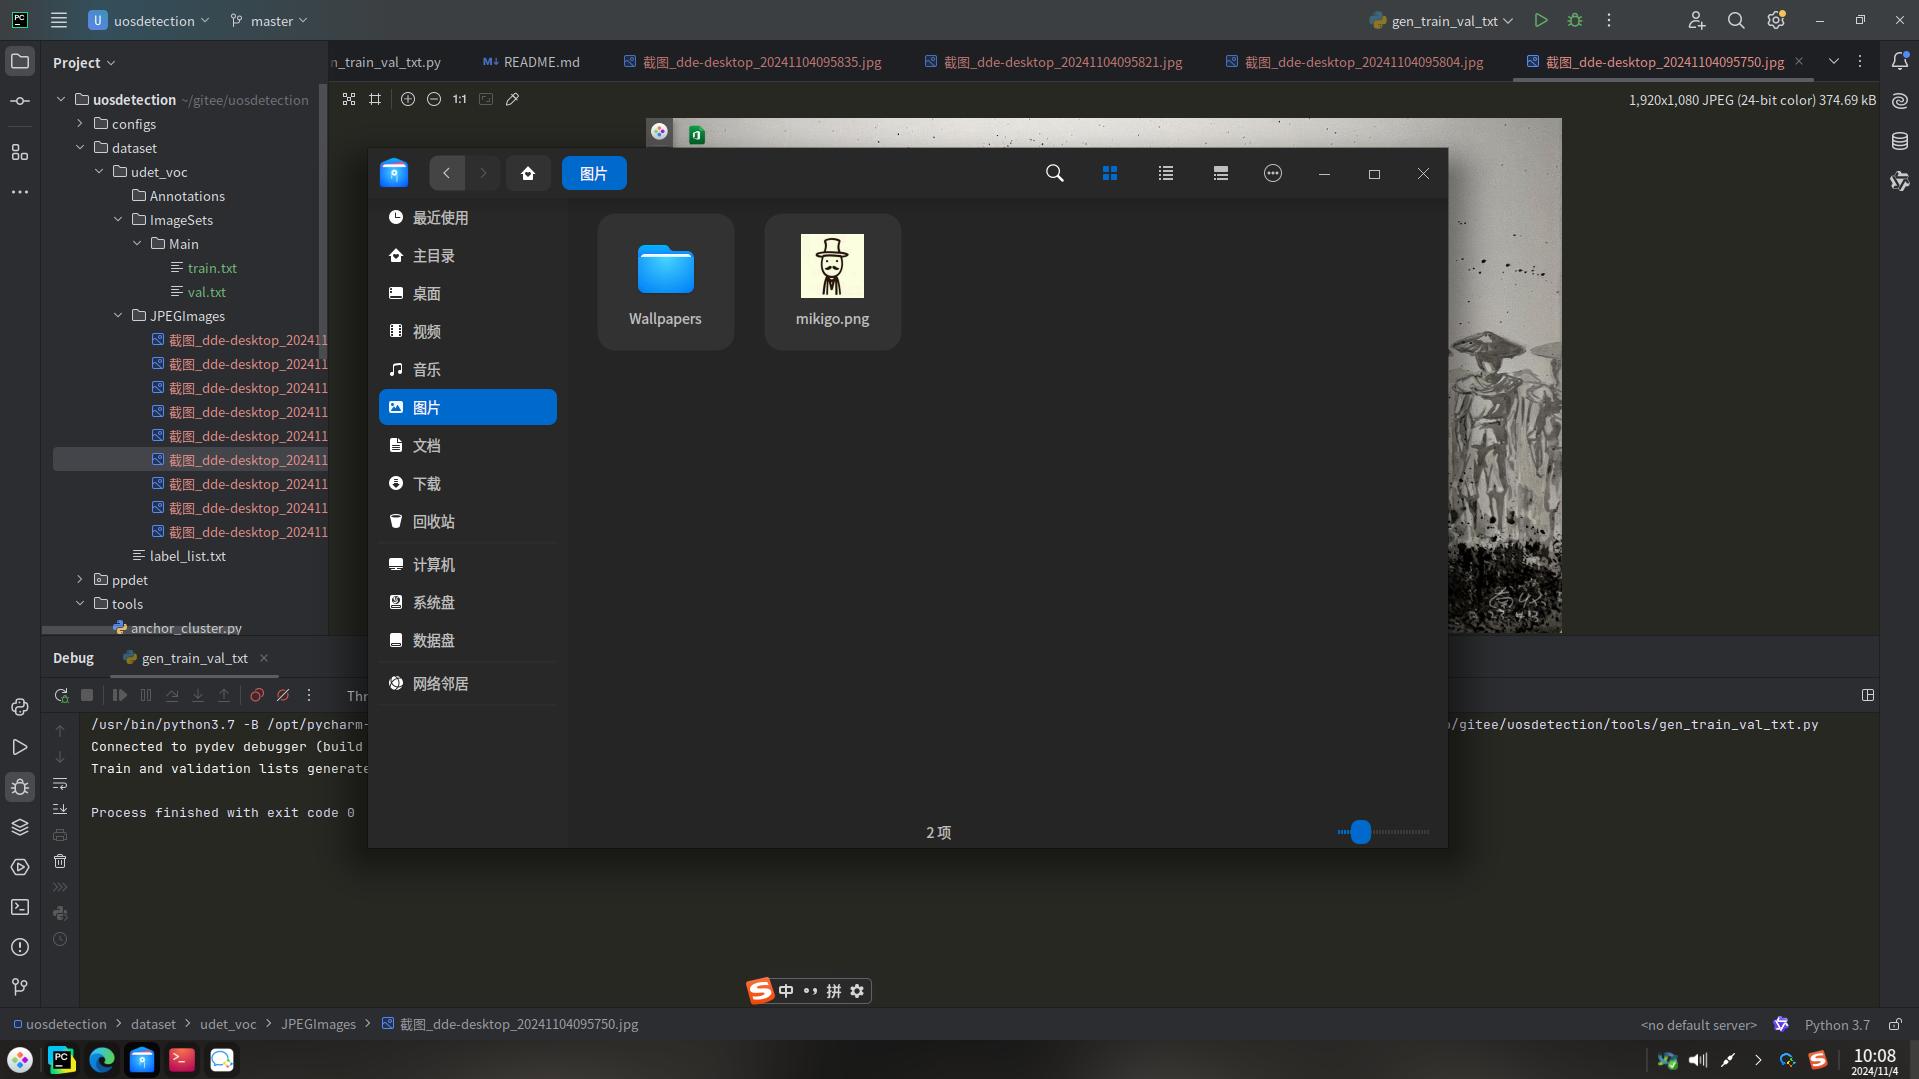 U uosdetection master gen_train_val_txt
Project
n_train_val_txt.py README.md 截图_dde-desktop_20241104095835.jpg 截图_dde-desktop_20241104095821.jpg 截图_dde-desktop_20241104095804.jpg 截图_dde-desktop_20241104095750.jpg
1:1 1,920x1,080 JPEG (24-bit color) 374.69 kB
uosdetection ~/gitee/uosdetection
configs
dataset
udet_voc
Annotations
ImageSets
Main
train.txt
val.txt
JPEGImages
截图_dde-desktop_202411
截图_dde-desktop_202411
截图_dde-desktop_202411
截图_dde-desktop_202411
截图_dde-desktop_202411
截图_dde-desktop_202411
截图_dde-desktop_202411
截图_dde-desktop_202411
截图_dde-desktop_202411
label_list.txt
ppdet
tools
anchor_cluster.py
图片
最近使用
主目录
桌面
视频
音乐
图片
文档
下载
回收站
计算机
系统盘
数据盘
网络邻居
Wallpapers
mikigo.png
2 项
Debug gen_train_val_txt
Thr
/usr/bin/python3.7 -B /opt/pycharm-
/gitee/uosdetection/tools/gen_train_val_txt.py
Connected to pydev debugger (build
Train and validation lists generate
Process finished with exit code 0
中 拼
uosdetection > dataset > udet_voc > JPEGImages > 截图_dde-desktop_20241104095750.jpg
<no default server> Python 3.7
10:08
2024/11/4